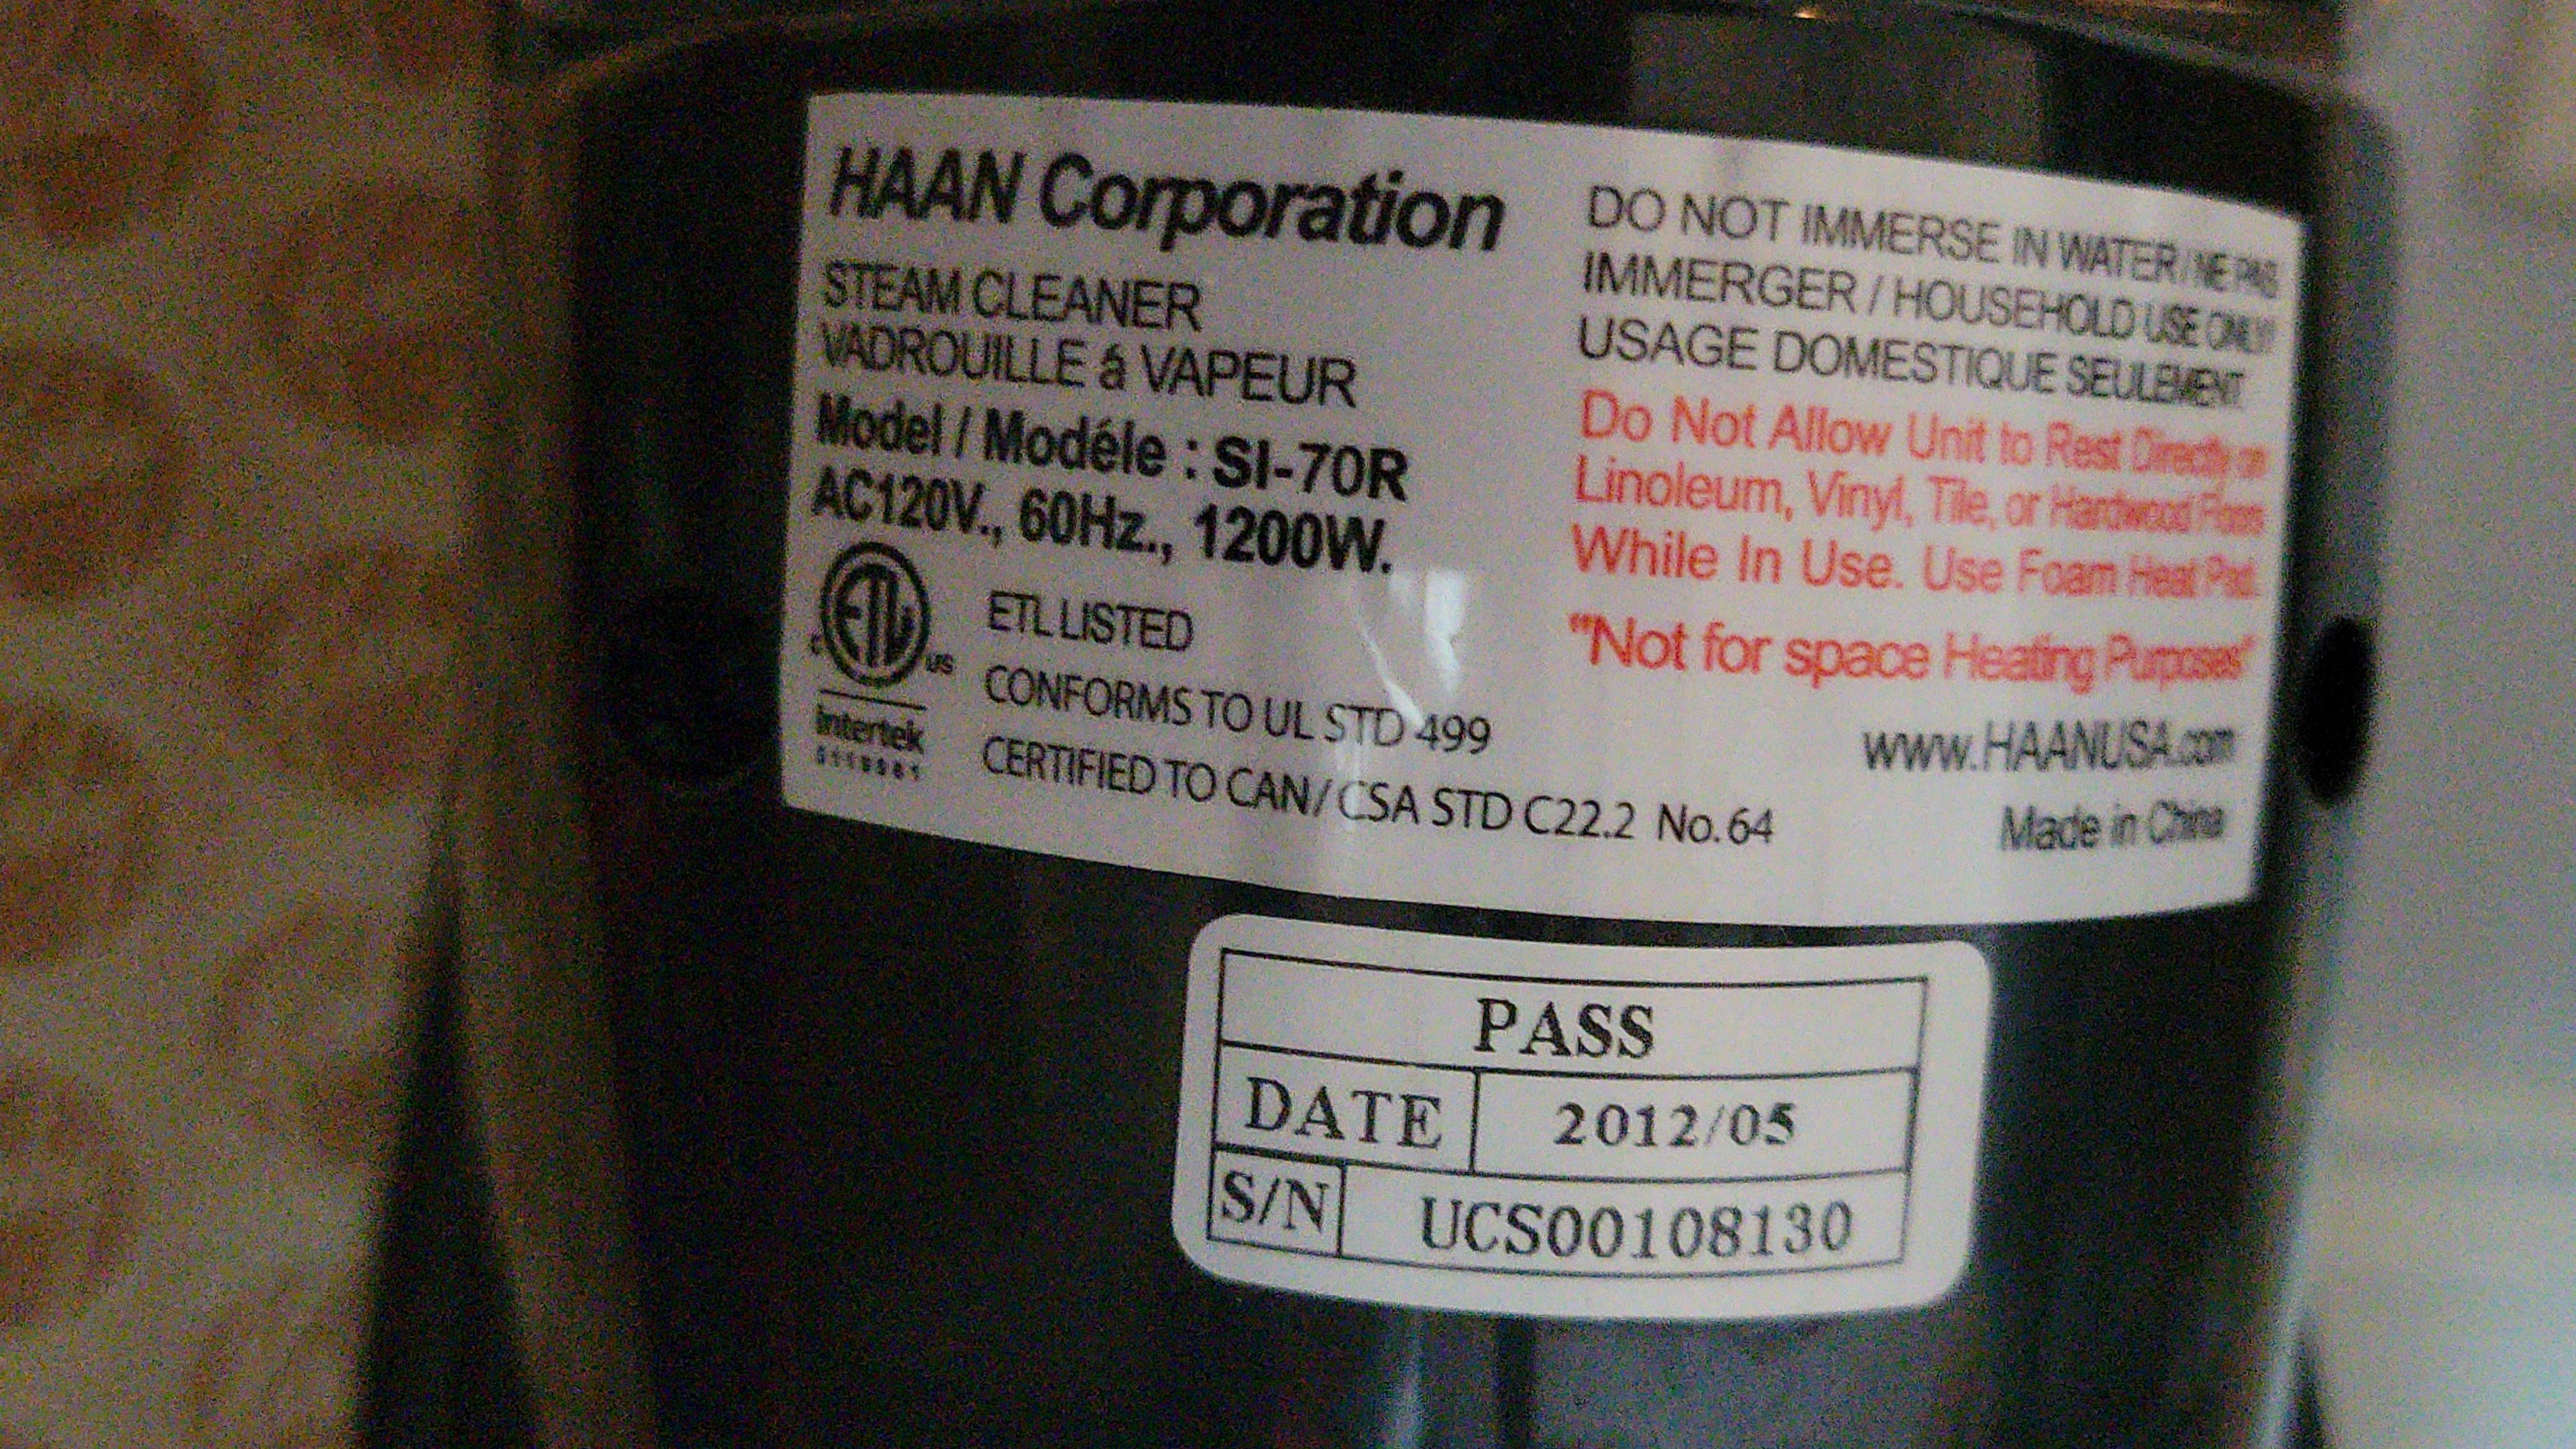 HAAN Corporation
STEAM CLEANER
VADROUILLE á VAPEUR
Model / Modéle : SI-70R
AC120V., 60Hz., 1200W.
ETL
c
us
Intertek
ETL LISTED
CONFORMS TO UL STD 499
CERTIFIED TO CAN/ CSA STD C22.2 No.64
DO NOT IMMERSE IN WATER / NE PAS
IMMERGER / HOUSEHOLD USE ONLY/
USAGE DOMESTIQUE SEULEMENT
Do Not Allow Unit to Rest Directly on
Linoleum, Vinyl, Tile, or Hardwood Floors
While In Use. Use Foam Heat Pad.
"Not for space Heating Purposes"
www.HAANUSA.com
Made in China
PASS
DATE 2012/05
S/N UCS00108130